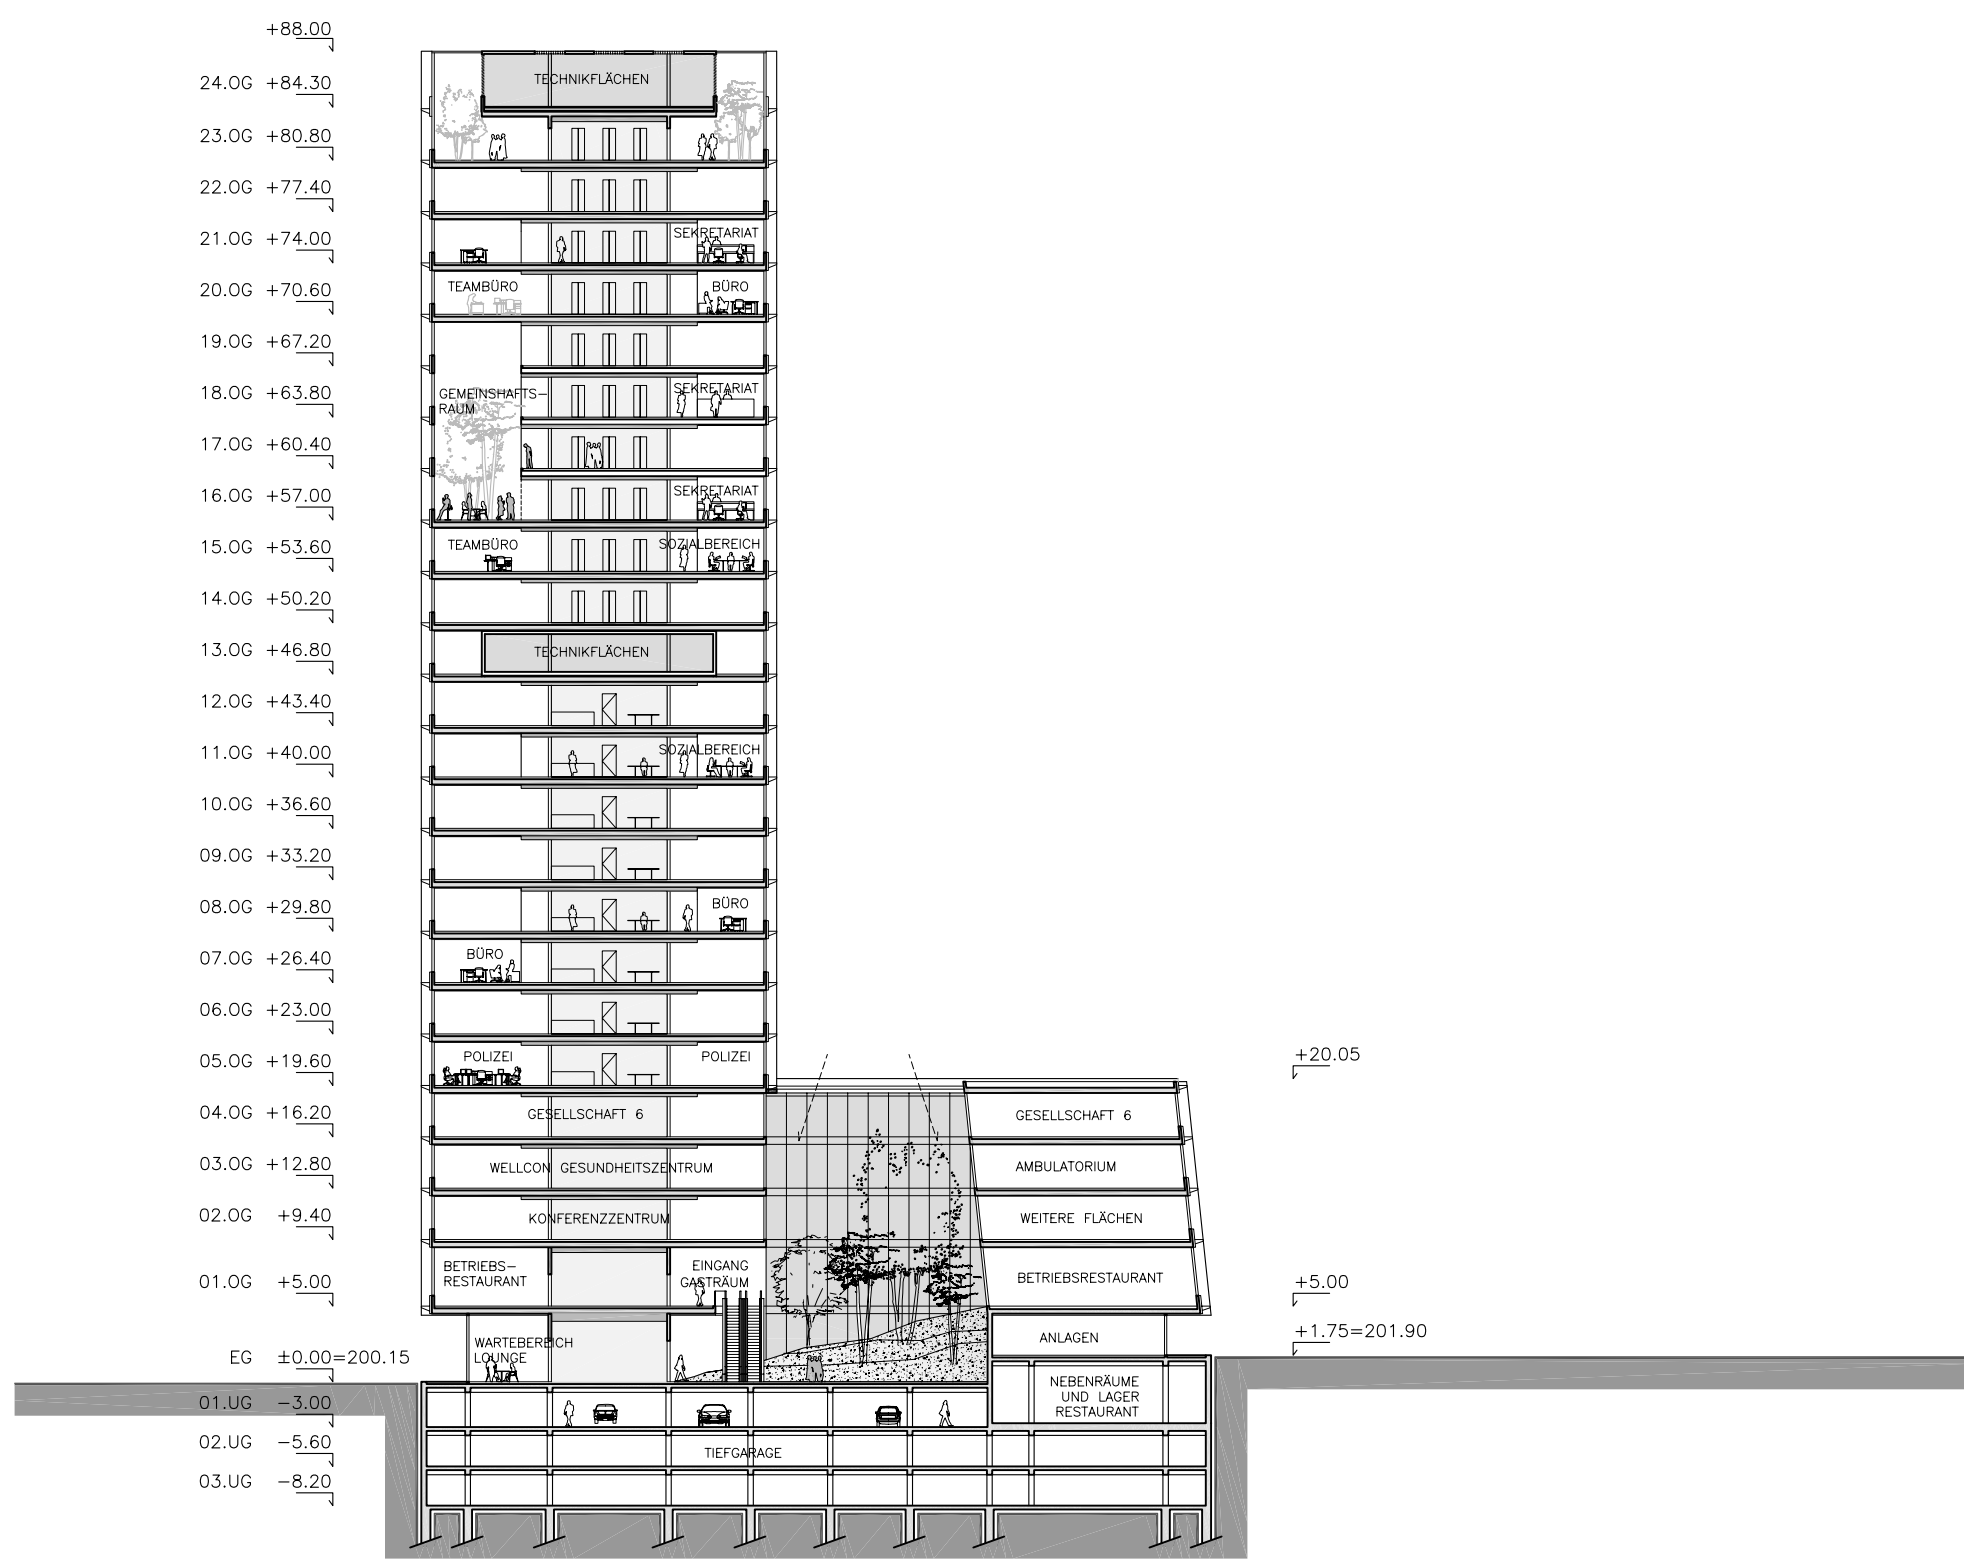 +88.00
24.OG +84.30
TECHNIKFLÄCHEN
23.OG +80.80
22.OG +77.40
21.OG +74.00
SEKRETARIAT
20.OG +70.60
TEAMBÜRO
BÜRO
19.OG +67.20
18.OG +63.80
GEMEINSHAFTS-
RAUM
SEKRETARIAT
17.OG +60.40
16.OG +57.00
SEKRETARIAT
15.OG +53.60
TEAMBÜRO
SOZIALBEREICH
14.OG +50.20
13.OG +46.80
TECHNIKFLÄCHEN
12.OG +43.40
11.OG +40.00
SOZIALBEREICH
10.OG +36.60
09.OG +33.20
08.OG +29.80
BÜRO
07.OG +26.40
BÜRO
06.OG +23.00
05.OG +19.60
POLIZEI
POLIZEI
+20.05
04.OG +16.20
GESELLSCHAFT 6
GESELLSCHAFT 6
03.OG +12.80
WELLCON GESUNDHEITSZENTRUM
AMBULATORIUM
02.OG +9.40
KONFERENZZENTRUM
WEITERE FLÄCHEN
01.OG +5.00
BETRIEBS-
RESTAURANT
EINGANG
GASTRÄUM
BETRIEBSRESTAURANT
+5.00
EG ±0.00=200.15
WARTEBEREICH
LOUNGE
ANLAGEN
+1.75=201.90
01.UG -3.00
NEBENRÄUME
UND LAGER
RESTAURANT
02.UG -5.60
TIEFGARAGE
03.UG -8.20